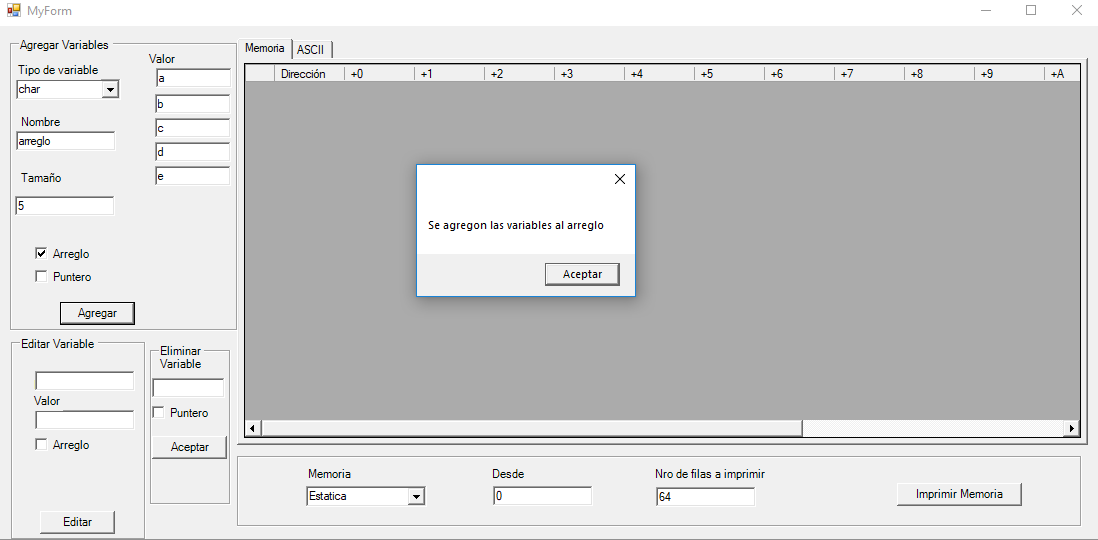 MyForm
Agregar Variables
Tipo de variable
char
Nombre
arreglo
Tamaño
5
Valor
a
b
c
d
e
Arreglo
Puntero
Agregar
Editar Variable
Valor
Arreglo
Editar
Eliminar
Variable
Puntero
Aceptar
Memoria ASCII
Dirección +0 +1 +2 +3 +4 +5 +6 +7 +8 +9 +A
Se agregon las variables al arreglo
Aceptar
Memoria
Estatica
Desde
0
Nro de filas a imprimir
64
Imprimir Memoria